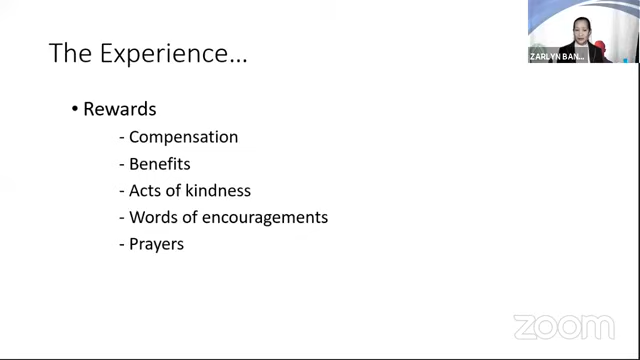 The Experience...
• Rewards
- Compensation
- Benefits
- Acts of kindness
- Words of encouragements
- Prayers
ZARLYN BAN...
zoom